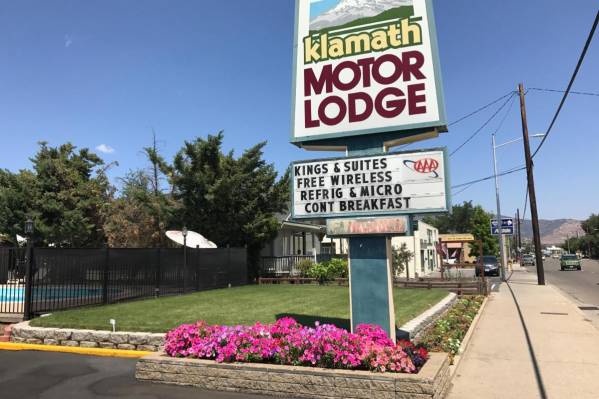 klamath
MOTOR
LODGE
KINGS & SUITES
FREE WIRELESS
REFRIG & MICRO
CONT BREAKFAST
AAA